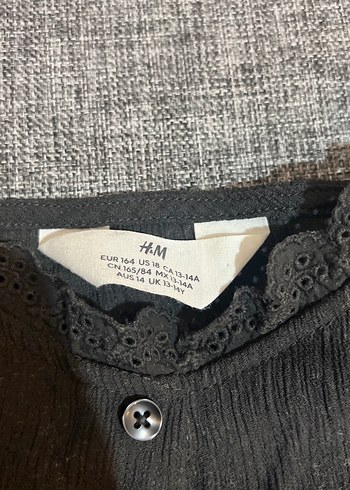 H&M
EUR 164 US 18 CA 13-14A
CN 165/84 MX 13-14A
AUS 14 UK 13-14Y